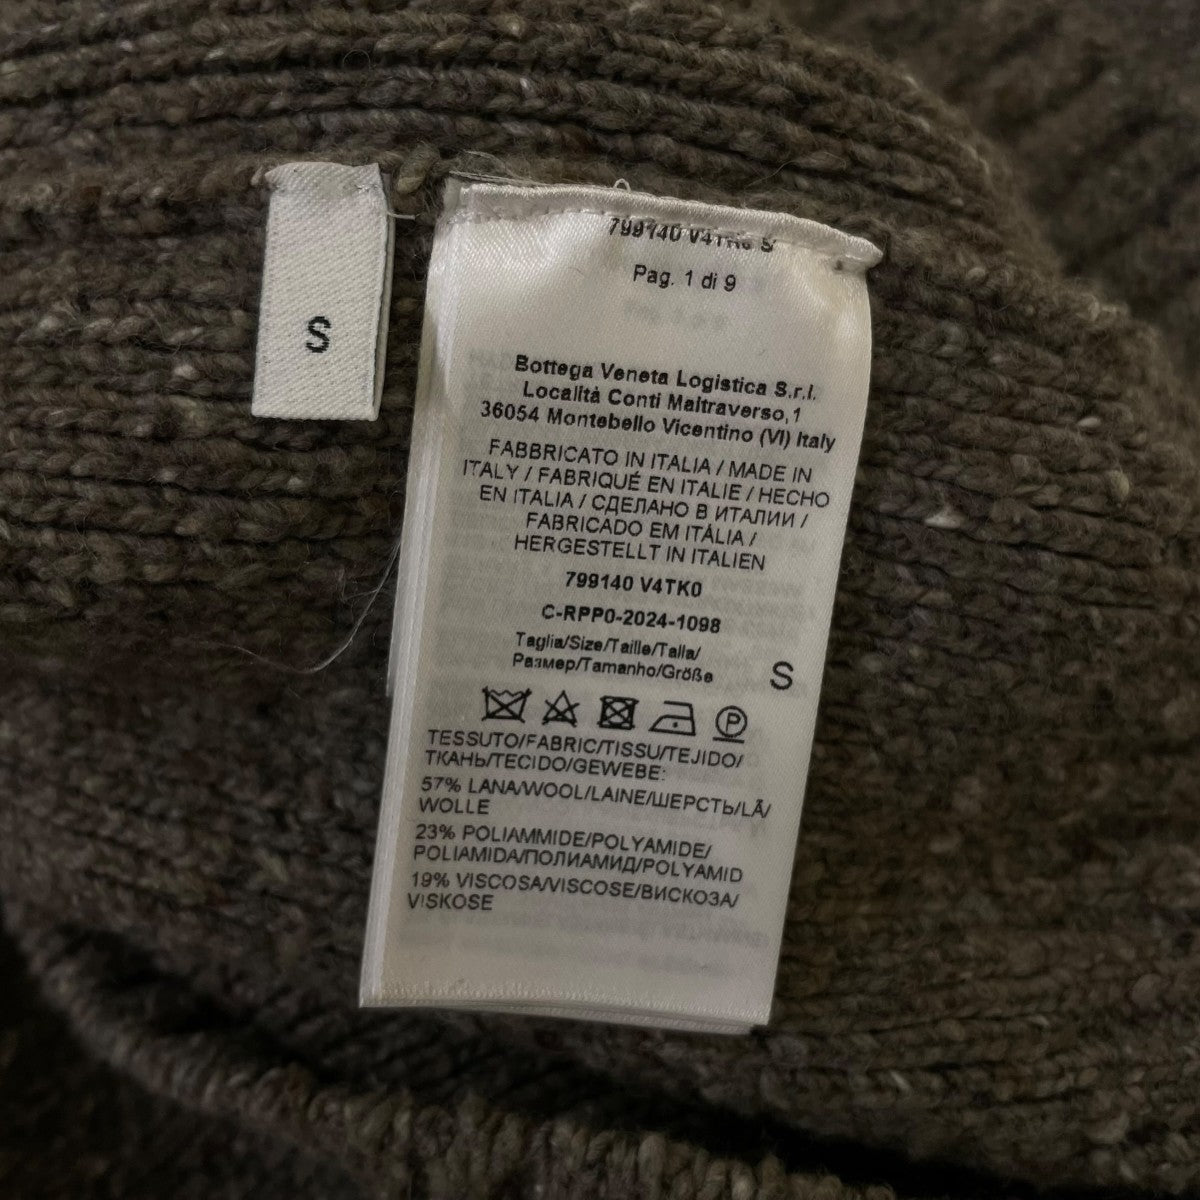 S
799140 V4TK0 S
Pag. 1 di 9
Bottega Veneta Logistica S.r.l.
Località Conti Maltraverso,1
36054 Montebello Vicentino (VI) Italy
FABBRICATO IN ITALIA / MADE IN
ITALY / FABRIQUÉ EN ITALIE / HECHO
EN ITALIA / СДЕЛАНО В ИТАЛИИ /
FABRICADO EM ITÁLIA /
HERGESTELLT IN ITALIEN
799140 V4TK0
C-RPP0-2024-1098
Taglia/Size/Taille/Talla/
Размер/Tamanho/Größe
S
P
TESSUTO/FABRIC/TISSU/TEJIDO/
ТКАНЬ/TECIDO/GEWEBE:
57% LANA/WOOL/LAINE/ШЕРСТЬ/LÃ/
WOLLE
23% POLIAMMIDE/POLYAMIDE/
POLIAMIDA/ПОЛИАМИД/POLYAMID
19% VISCOSA/VISCOSE/ВИСКОЗА/
VISKOSE